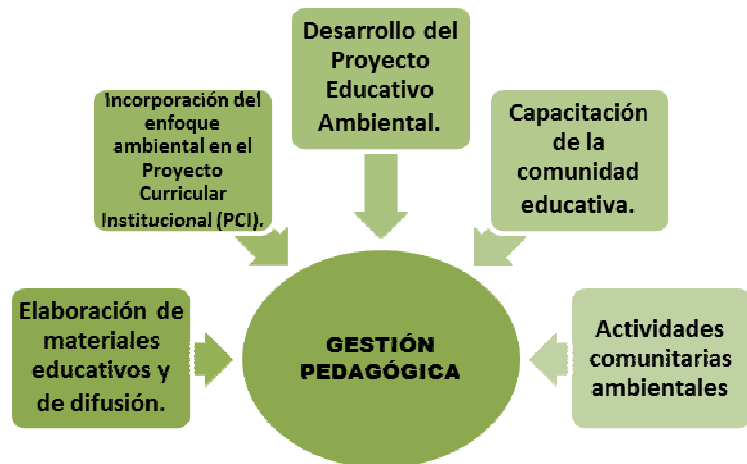 Desarrollo del
Proyecto
Educativo
Ambiental.
Incorporación del
enfoque
ambiental en el
Proyecto
Curricular
Institucional (PCI).
Capacitación
de la
comunidad
educativa.
Elaboración de
materiales
educativos y
de difusión.
GESTIÓN
PEDAGÓGICA
Actividades
comunitarias
ambientales